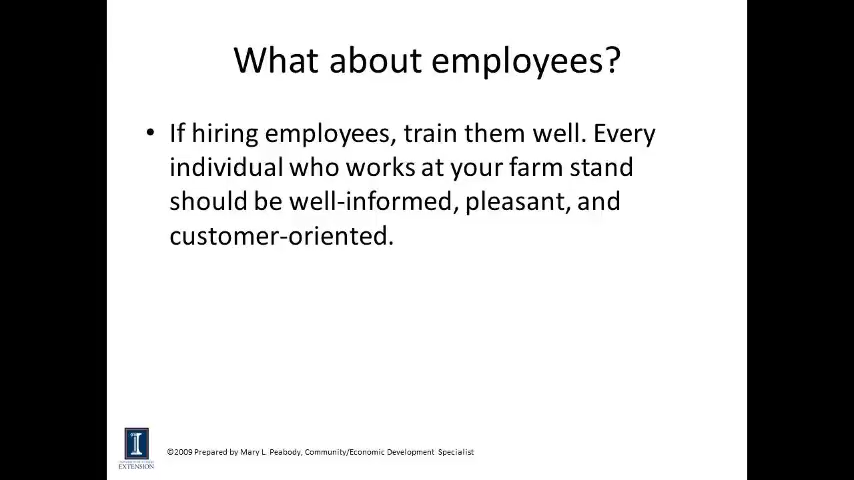 What about employees?
• If hiring employees, train them well. Every
individual who works at your farm stand
should be well-informed, pleasant, and
customer-oriented.
I
EXTENSION
©2009 Prepared by Mary L. Peabody, Community/Economic Development Specialist